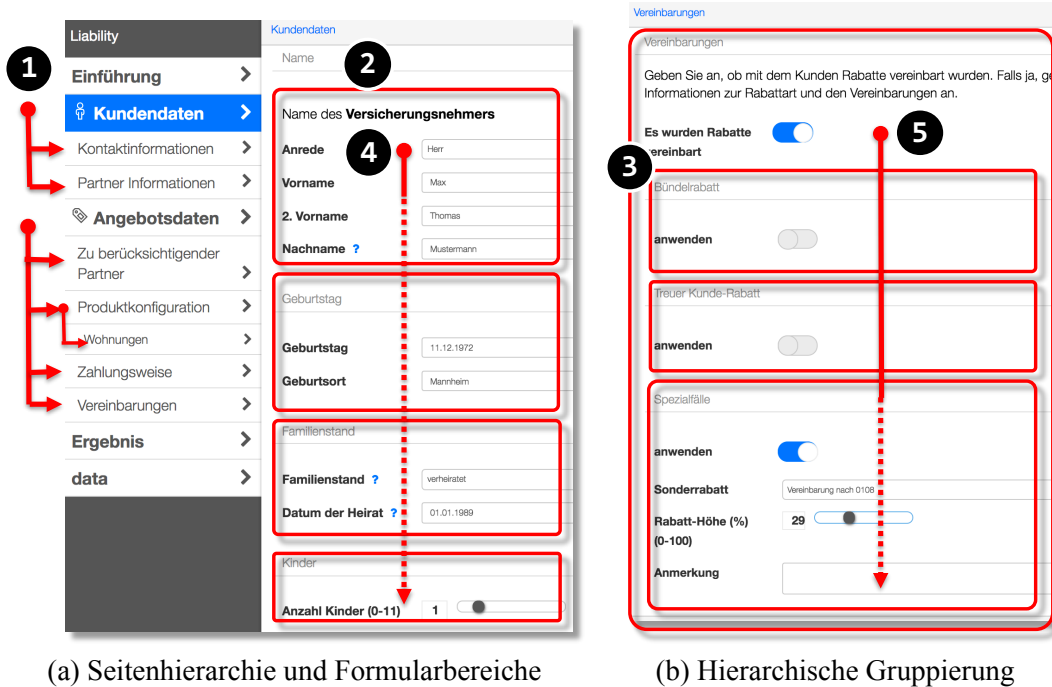 Liability
1
Einführung
Kundendaten
Kontaktinformationen
Partner Informationen
Angebotsdaten
Zu berücksichtigender
Partner
Produktkonfiguration
Wohnungen
Zahlungsweise
Vereinbarungen
Ergebnis
data
Kundendaten
Name
2
Name des Versicherungsnehmers
4
Anrede Herr
Vorname Max
2. Vorname Thomas
Nachname ? Mustermann
Geburtstag
Geburtstag 11.12.1972
Geburtsort Mannheim
Familienstand
Familienstand ? verheiratet
Datum der Heirat ? 01.01.1989
Kinder
Anzahl Kinder (0-11) 1
(a) Seitenhierarchie und Formularbereiche
Vereinbarungen
Vereinbarungen
Geben Sie an, ob mit dem Kunden Rabatte vereinbart wurden. Falls ja, ge
Informationen zur Rabattart und den Vereinbarungen an.
5
Es wurden Rabatte
vereinbart
3
Bündelrabatt
anwenden
Treuer Kunde-Rabatt
anwenden
Spezialfälle
anwenden
Sonderrabatt Vereinbarung nach 0108
Rabatt-Höhe (%) 29
(0-100)
Anmerkung
(b) Hierarchische Gruppierung